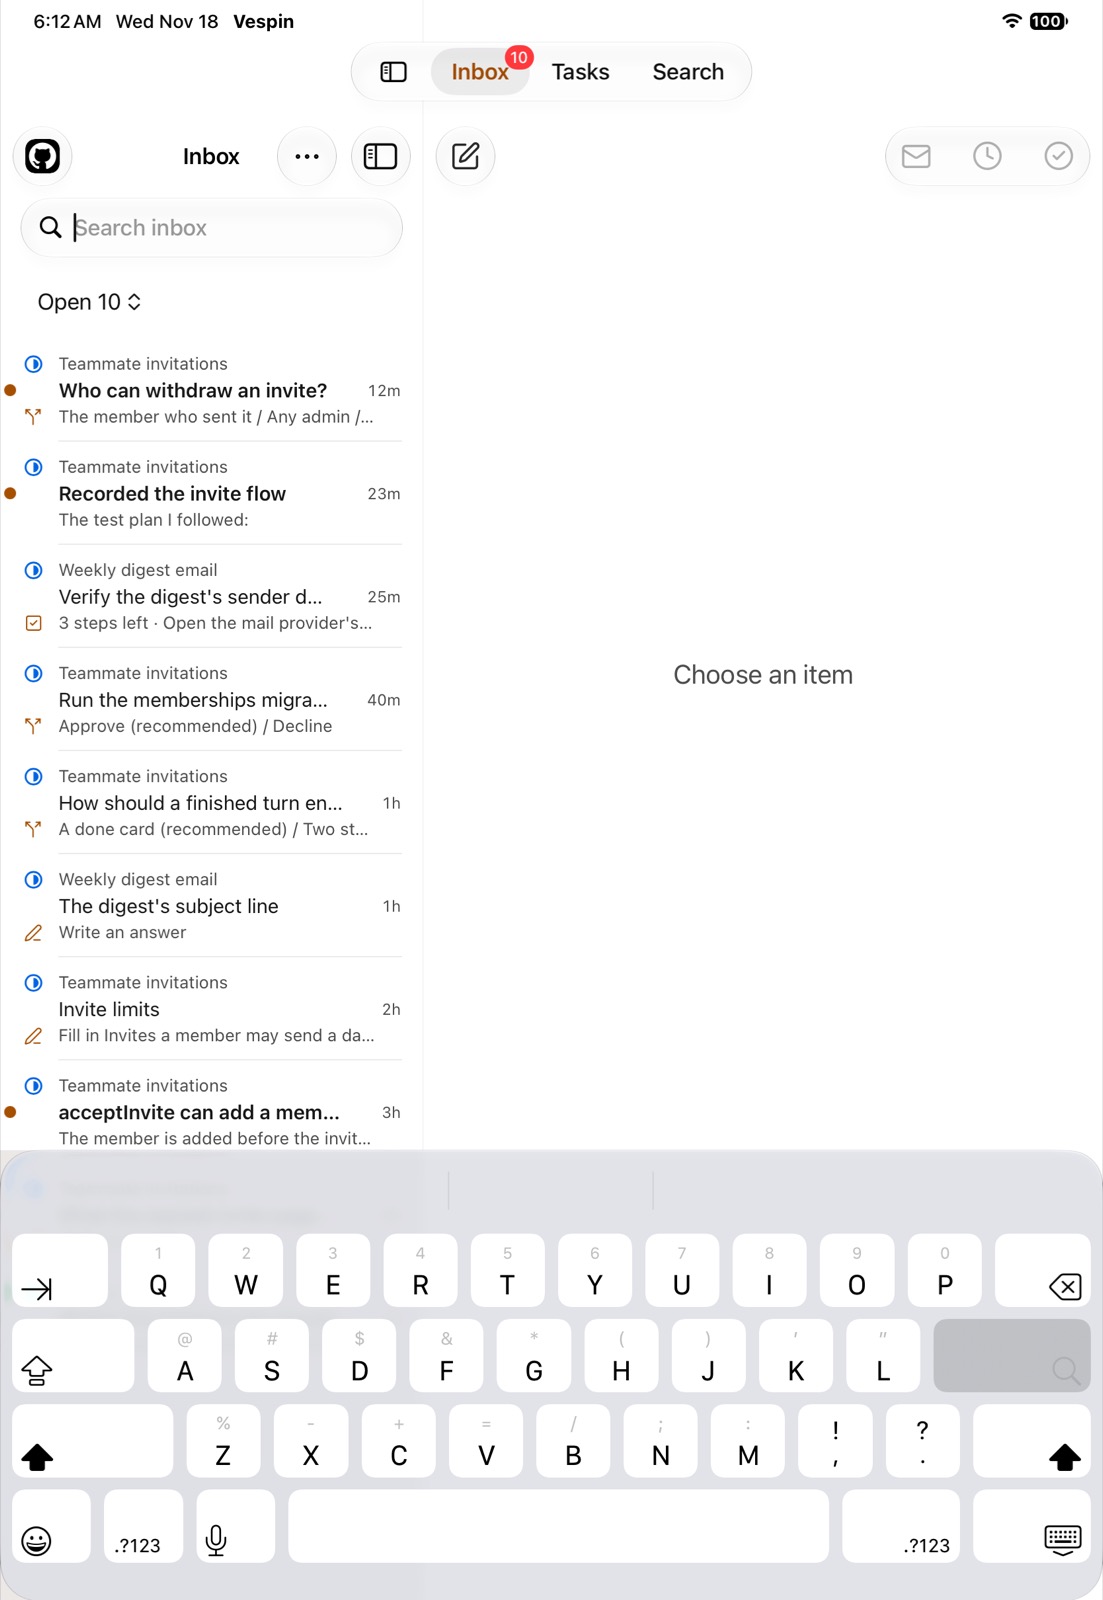 6:12 AM Wed Nov 18 Vespin
100
Inbox 10 Tasks Search
Inbox
Search inbox
Open 10
Teammate invitations
Who can withdraw an invite? 12m
The member who sent it / Any admin /...
Teammate invitations
Recorded the invite flow 23m
The test plan I followed:
Weekly digest email
Verify the digest's sender d... 25m
3 steps left · Open the mail provider's...
Teammate invitations
Run the memberships migra... 40m
Approve (recommended) / Decline
Teammate invitations
How should a finished turn en... 1h
A done card (recommended) / Two st...
Weekly digest email
The digest's subject line 1h
Write an answer
Teammate invitations
Invite limits 2h
Fill in Invites a member may send a da...
Teammate invitations
acceptInvite can add a mem... 3h
The member is added before the invit...
Choose an item
1 2 3 4 5 6 7 8 9 0
Q W E R T Y U I O P
@ # $ & * ( ) ' "
A S D F G H J K L
% - + = / ; : ! ?
Z X C V B N M , .
.?123 .?123